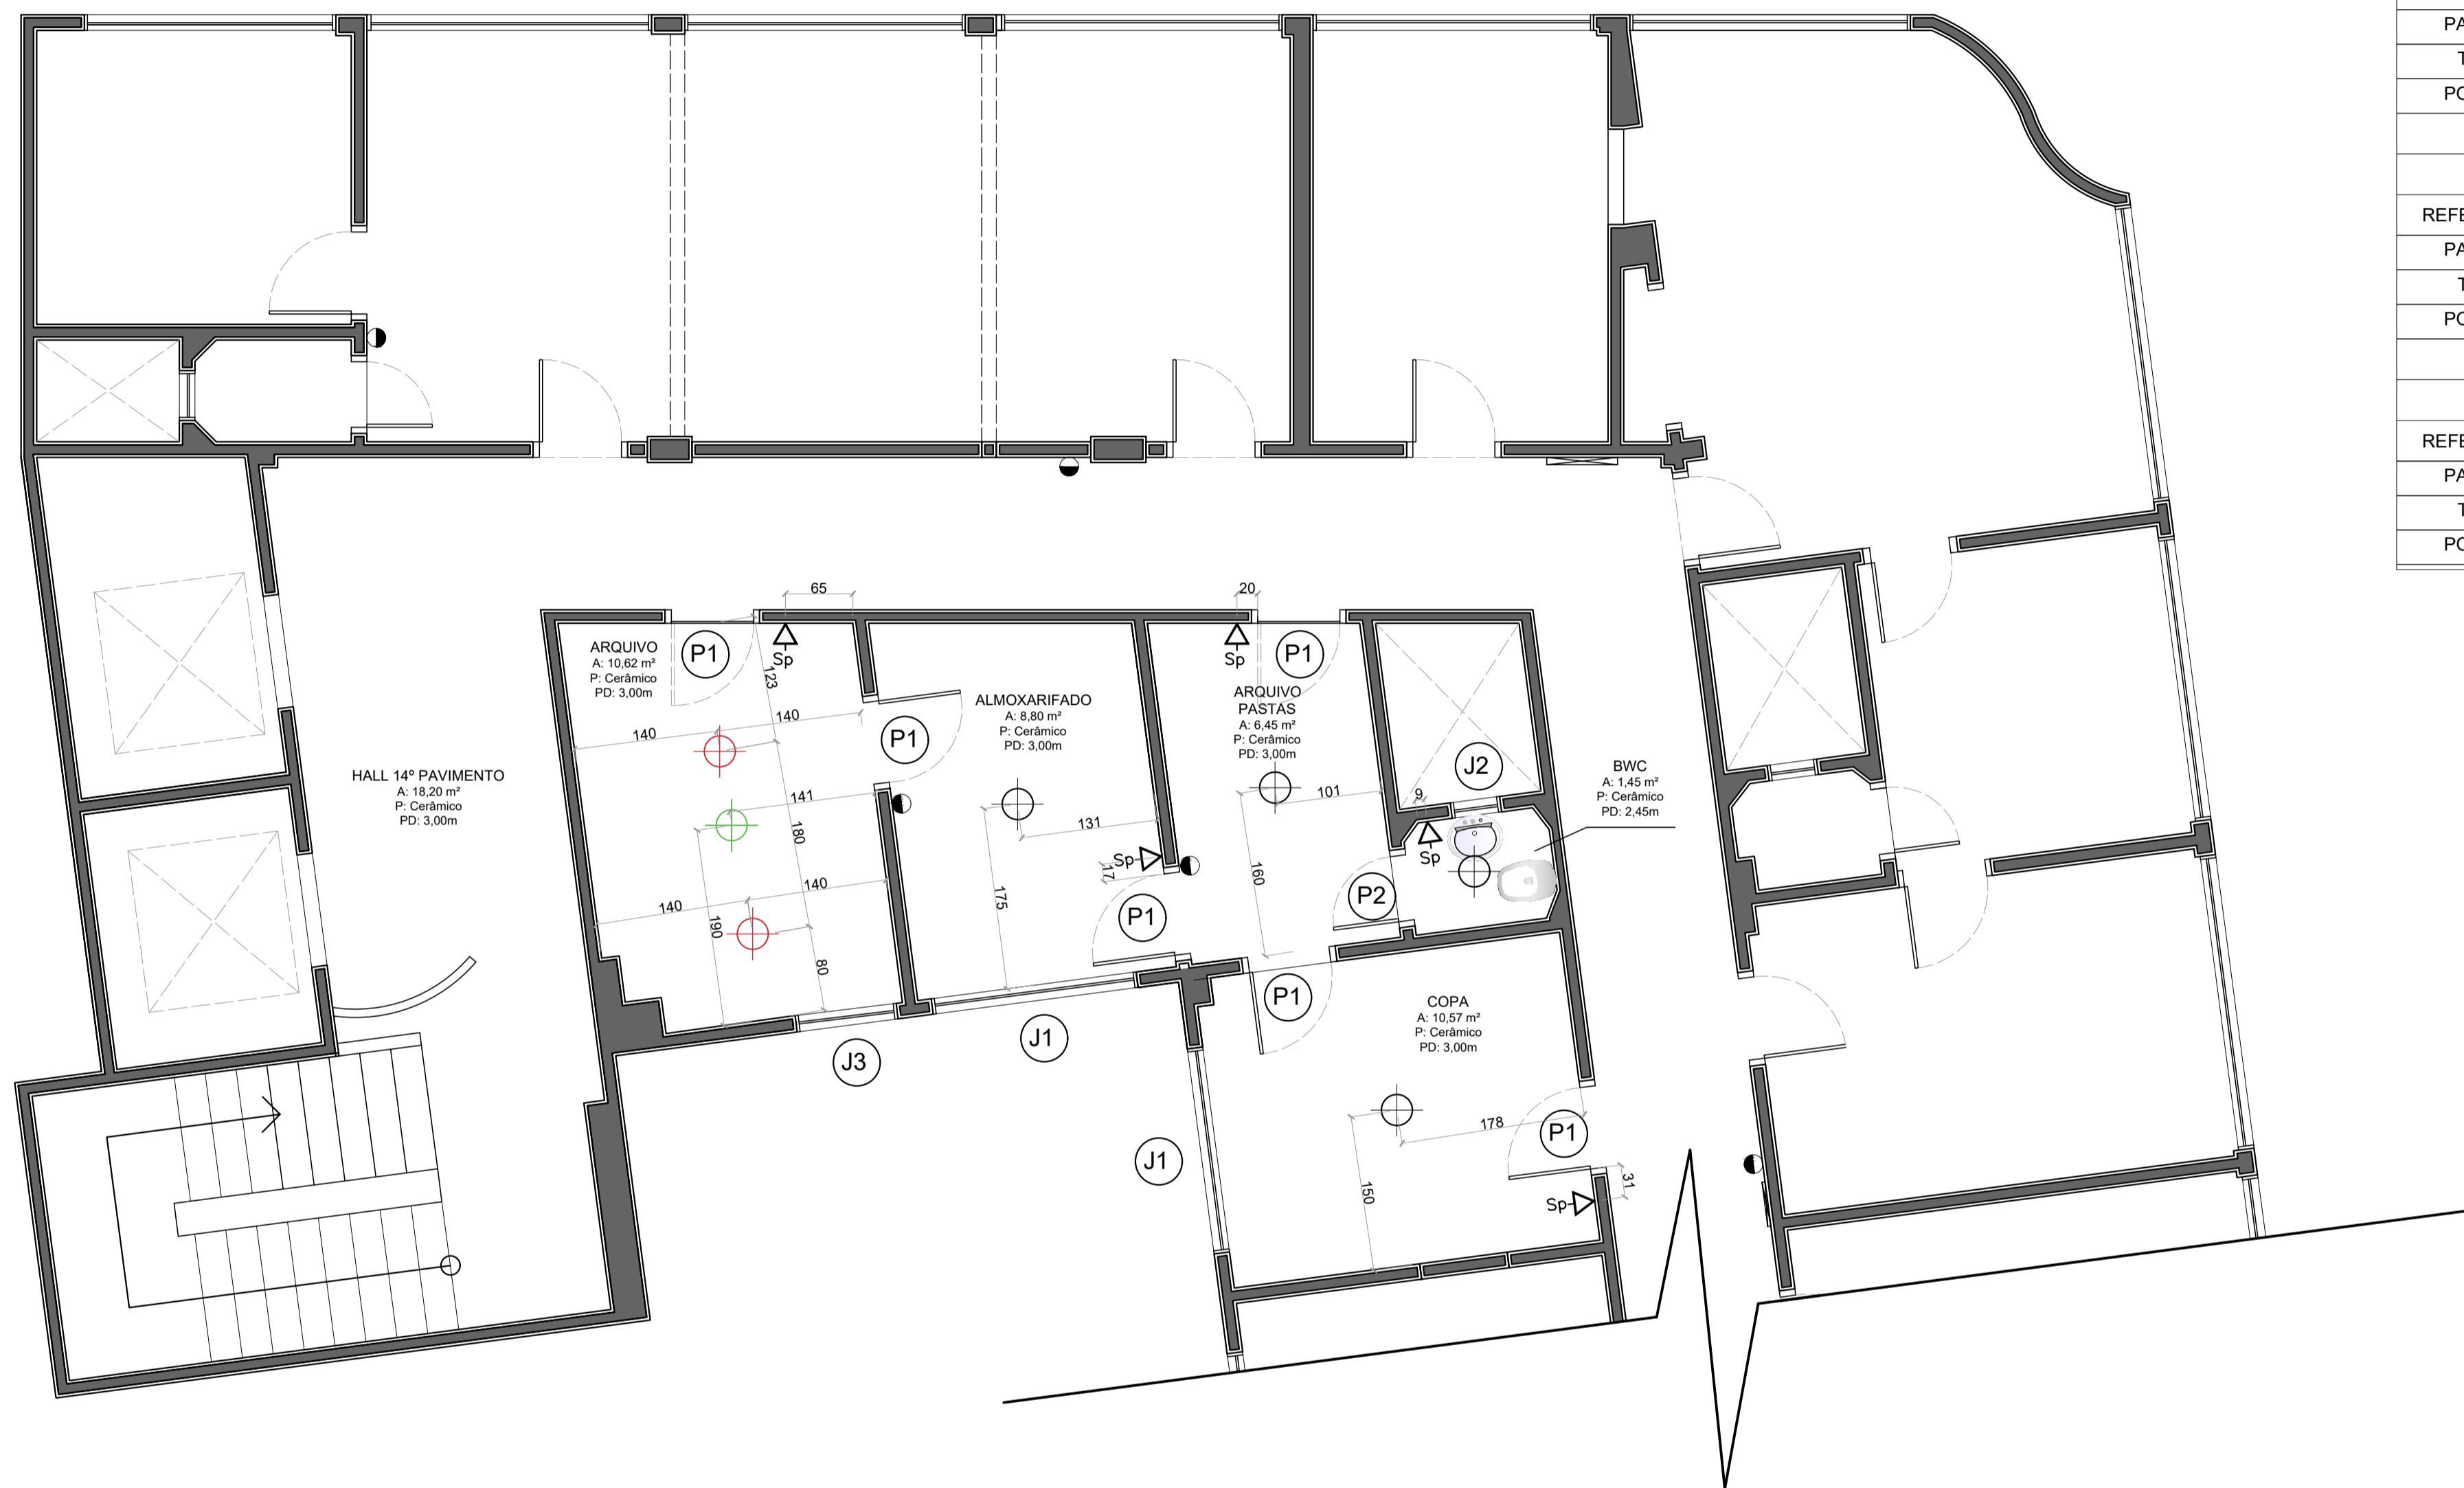 PA
T
PO
REFE
PA
T
PO
REFE
PA
T
PO
65
20
ARQUIVO
A: 10,62 m²
P: Cerâmico
PD: 3,00m
P1
Sp
123
140
140
141
180
140
140
190
80
P1
ALMOXARIFADO
A: 8,80 m²
P: Cerâmico
PD: 3,00m
131
175
Sp
17
P1
Sp
P1
ARQUIVO
PASTAS
A: 6,45 m²
P: Cerâmico
PD: 3,00m
101
160
P2
J2
9
Sp
BWC
A: 1,45 m²
P: Cerâmico
PD: 2,45m
HALL 14º PAVIMENTO
A: 18,20 m²
P: Cerâmico
PD: 3,00m
P1
COPA
A: 10,57 m²
P: Cerâmico
PD: 3,00m
J3
J1
J1
178
150
P1
31
Sp